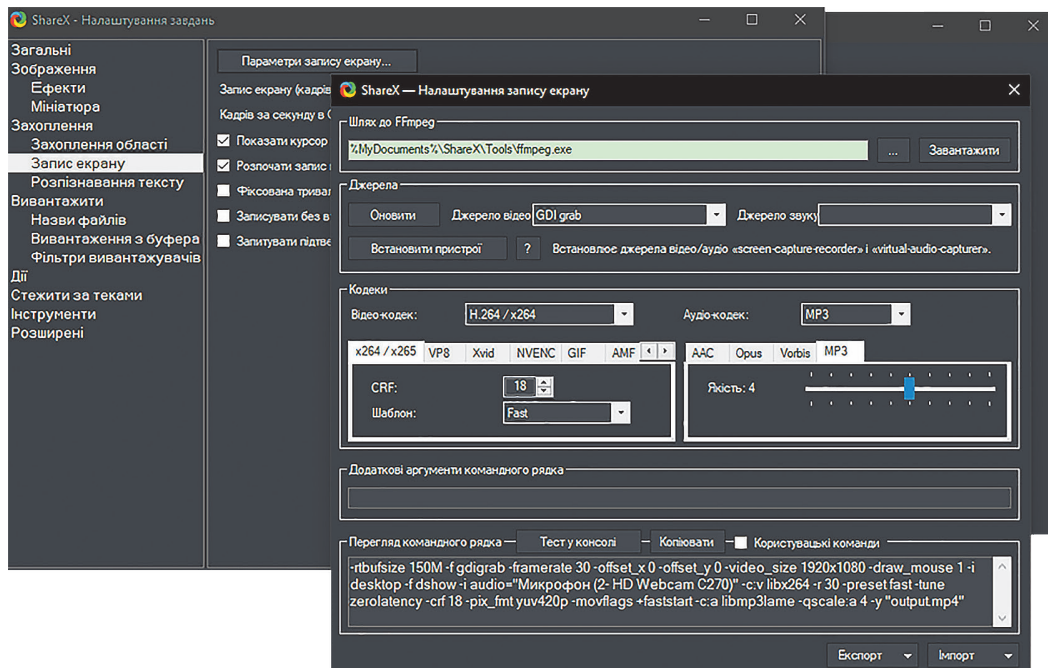 ShareX - Налаштування завдань
Загальні
Зображення
Ефекти
Мініатюра
Захоплення
Захоплення області
Запис екрану
Розпізнавання тексту
Вивантажити
Назви файлів
Вивантаження з буфера
Фільтри вивантажувачів
Дії
Стежити за теками
Інструменти
Розширені
Параметри запису екрану...
Запис екрану (кадрів
Кадрів за секунду в
Показати курсор
Розпочати запис
Фіксована тривал
Записувати без в
Запитувати підтве
ShareX — Налаштування запису екрану
Шлях до FFmpeg
%MyDocuments%\ShareX\Tools\ffmpeg.exe
... Завантажити
Джерела
Оновити Джерело відео GDI grab Джерело звуку
Встановити пристрої ? Встановлює джерела відео/аудіо «screen-capture-recorder» і «virtual-audio-capturer».
Кодеки
Відео-кодек: H.264 / x264 Аудіо-кодек: MP3
x264 / x265 VP8 Xvid NVENC GIF AMF AAC Opus Vorbis MP3
CRF: 18 Якість: 4
Шаблон: Fast
Додаткові аргументи командного рядка
Перегляд командного рядка Тест у консолі Копіювати Користувацькі команди
-rtbufsize 150M -f gdigrab -framerate 30 -offset_x 0 -offset_y 0 -video_size 1920x1080 -draw_mouse 1 -i
desktop -f dshow -i audio="Микрофон (2- HD Webcam C270)" -c:v libx264 -r 30 -preset fast -tune
zerolatency -crf 18 -pix_fmt yuv420p -movflags +faststart -c:a libmp3lame -qscale:a 4 -y "output.mp4"
Експорт Імпорт